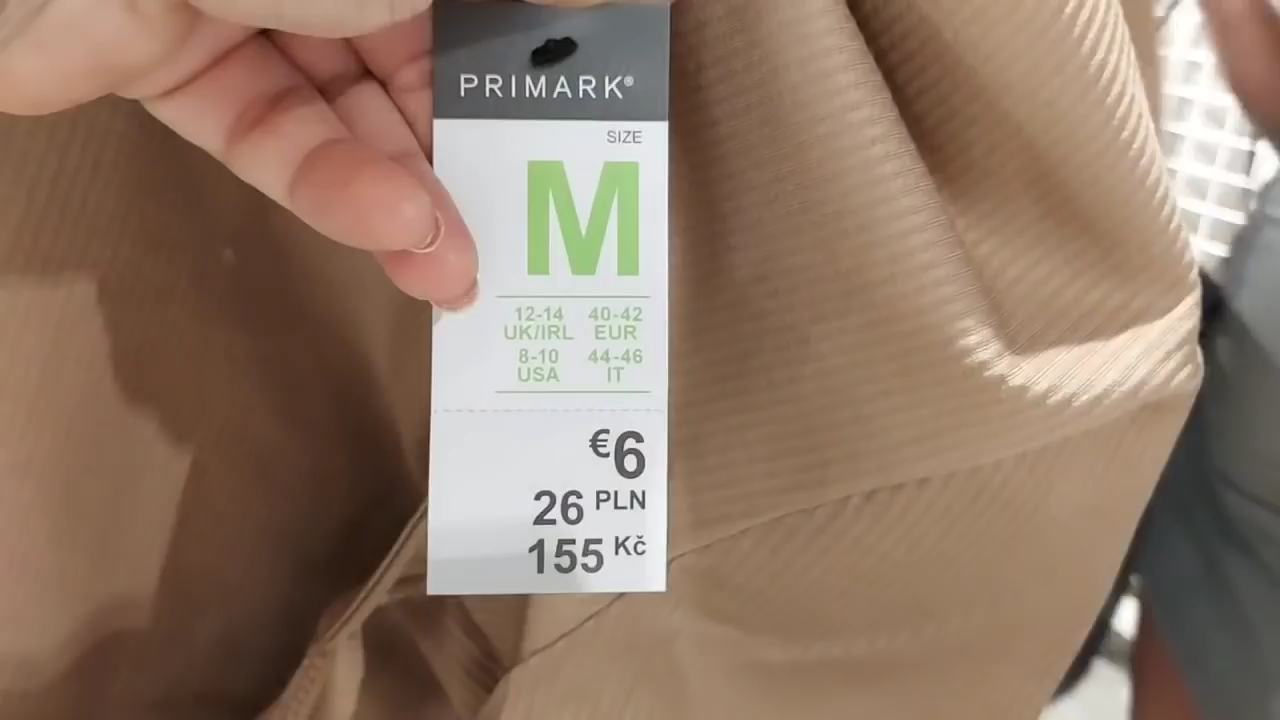 PRIMARK®
SIZE
M
12-14 40-42
UK/IRL EUR
8-10 44-46
USA IT
€6
26 PLN
155 Kč